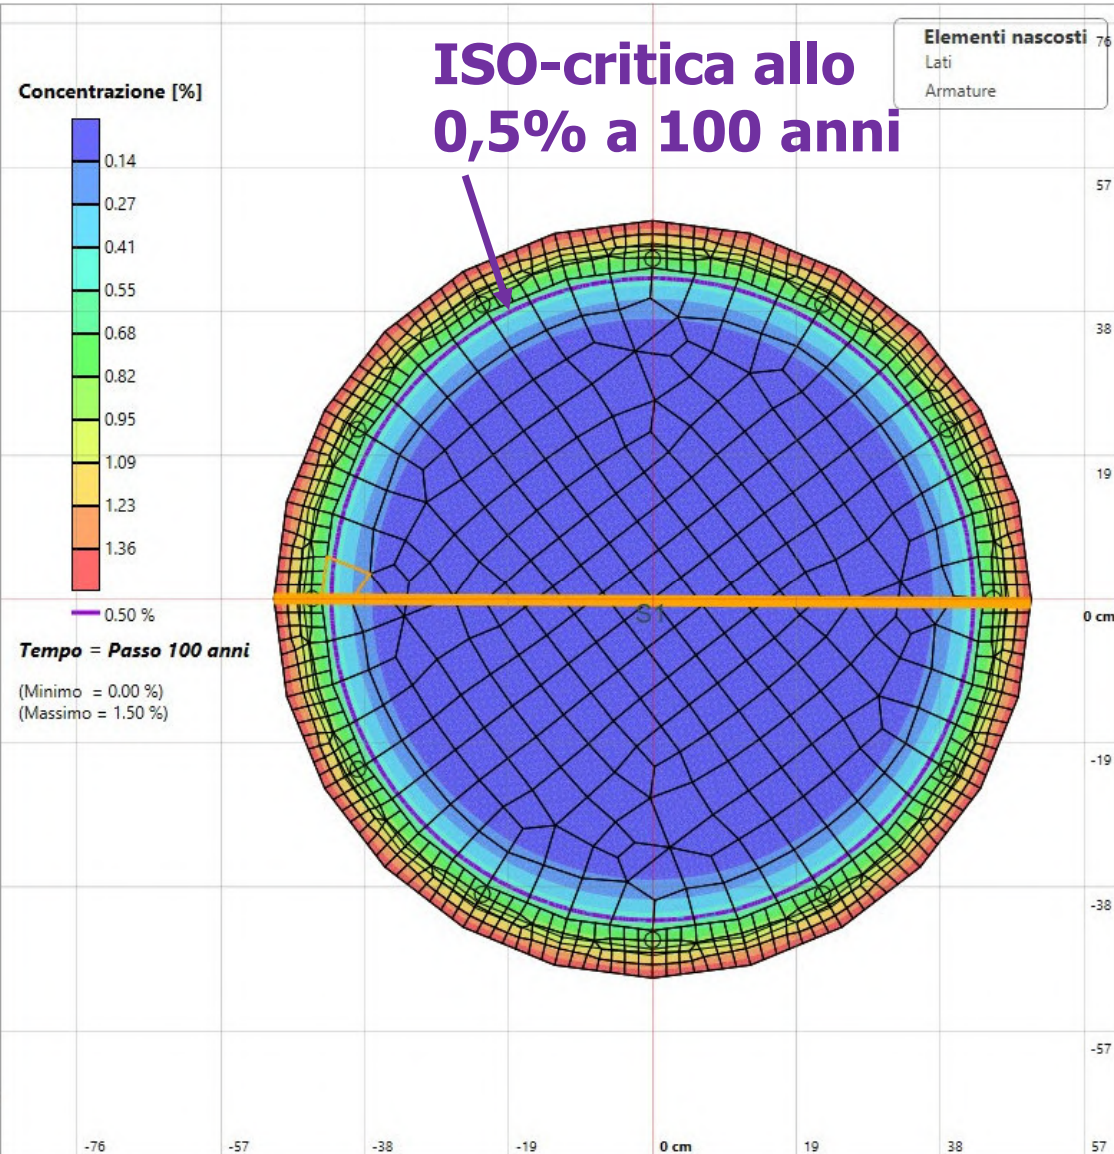 ISO-critica allo
0,5% a 100 anni
Elementi nascosti
Lati
Armature
Concentrazione [%]
0.14
0.27
0.41
0.55
0.68
0.82
0.95
1.09
1.23
1.36
0.50 %
Tempo = Passo 100 anni
(Minimo = 0.00 %)
(Massimo = 1.50 %)
S1
76
57
38
19
0 cm
-19
-38
-57
-76
-57
-38
-19
0 cm
19
38
57